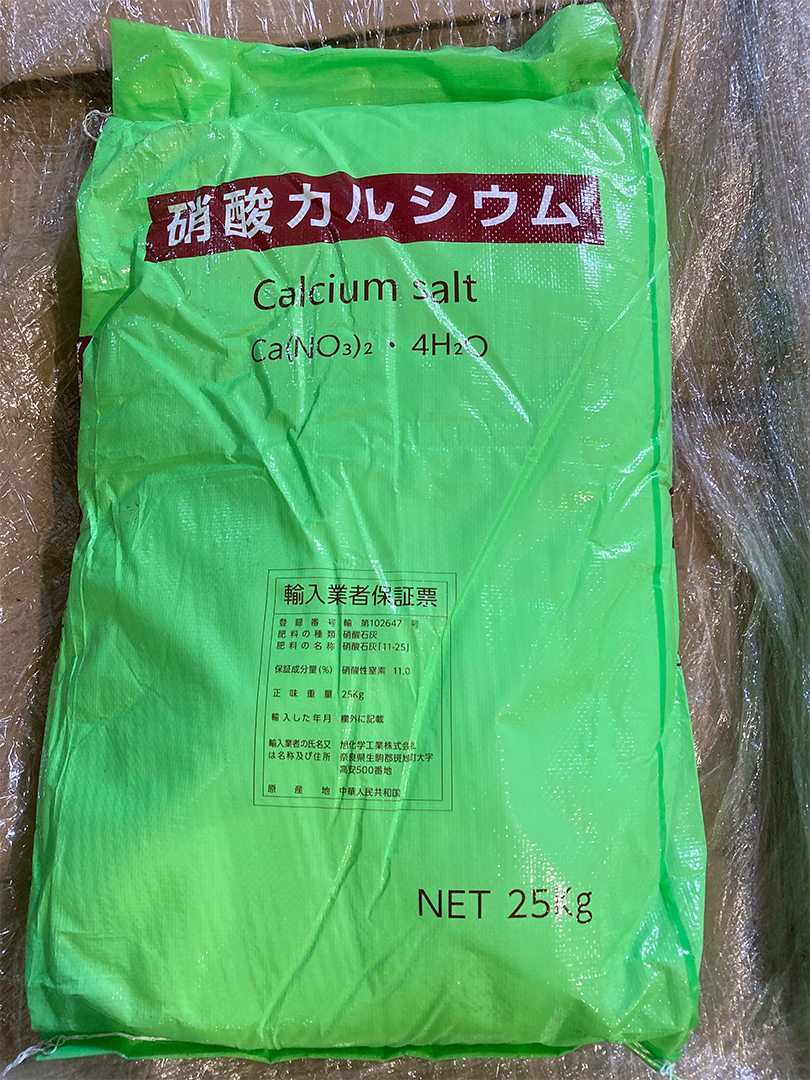 硝酸カルシウム
Calcium salt
Ca(NO₃)₂・4H₂O
輸入業者保証票
登録番号 輸 第102647 号
肥料の種類 硝酸石灰
肥料の名称 硝酸石灰「11-25」
保証成分量(%) 硝酸性窒素 11.0
正味重量 25Kg
輸入した年月 欄外に記載
輸入業者の氏名又 旭化学工業株式会社
は名称及び住所 奈良県生駒郡斑鳩町大字
高安500番地
原産地 中華人民共和国
NET 25Kg